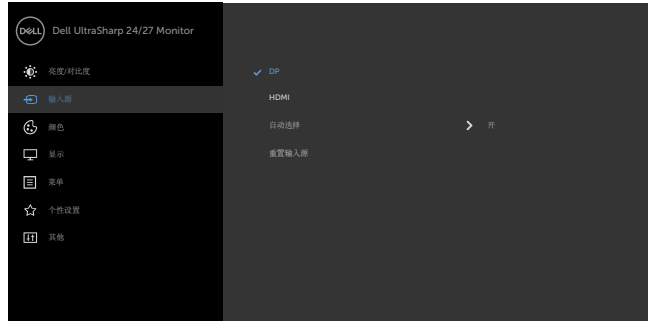 DELL Dell UltraSharp 24/27 Monitor
亮度/对比度
DP
输入源
HDMI
颜色
自动选择 开
显示
重置输入源
菜单
个性设置
其他